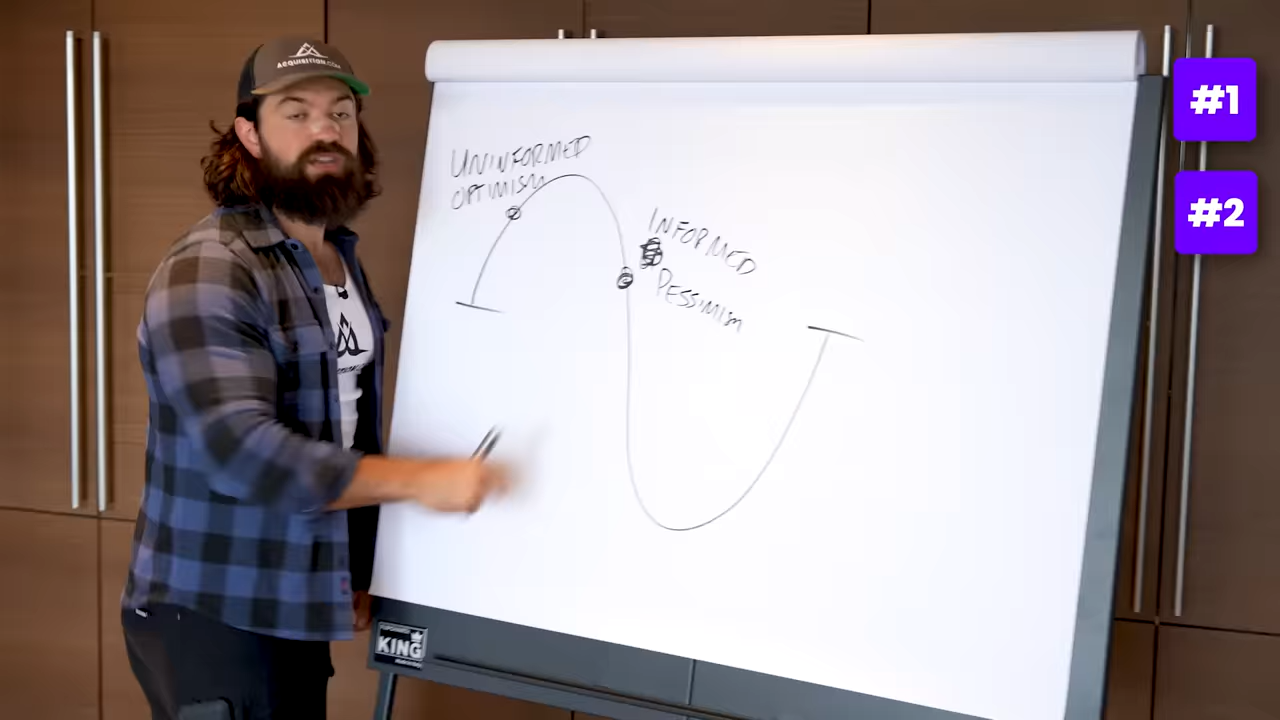 ACQUISITION.COM
UNINFORMED
OPTIMISM
INFORMED
PESSIMISM
#1
#2
KING